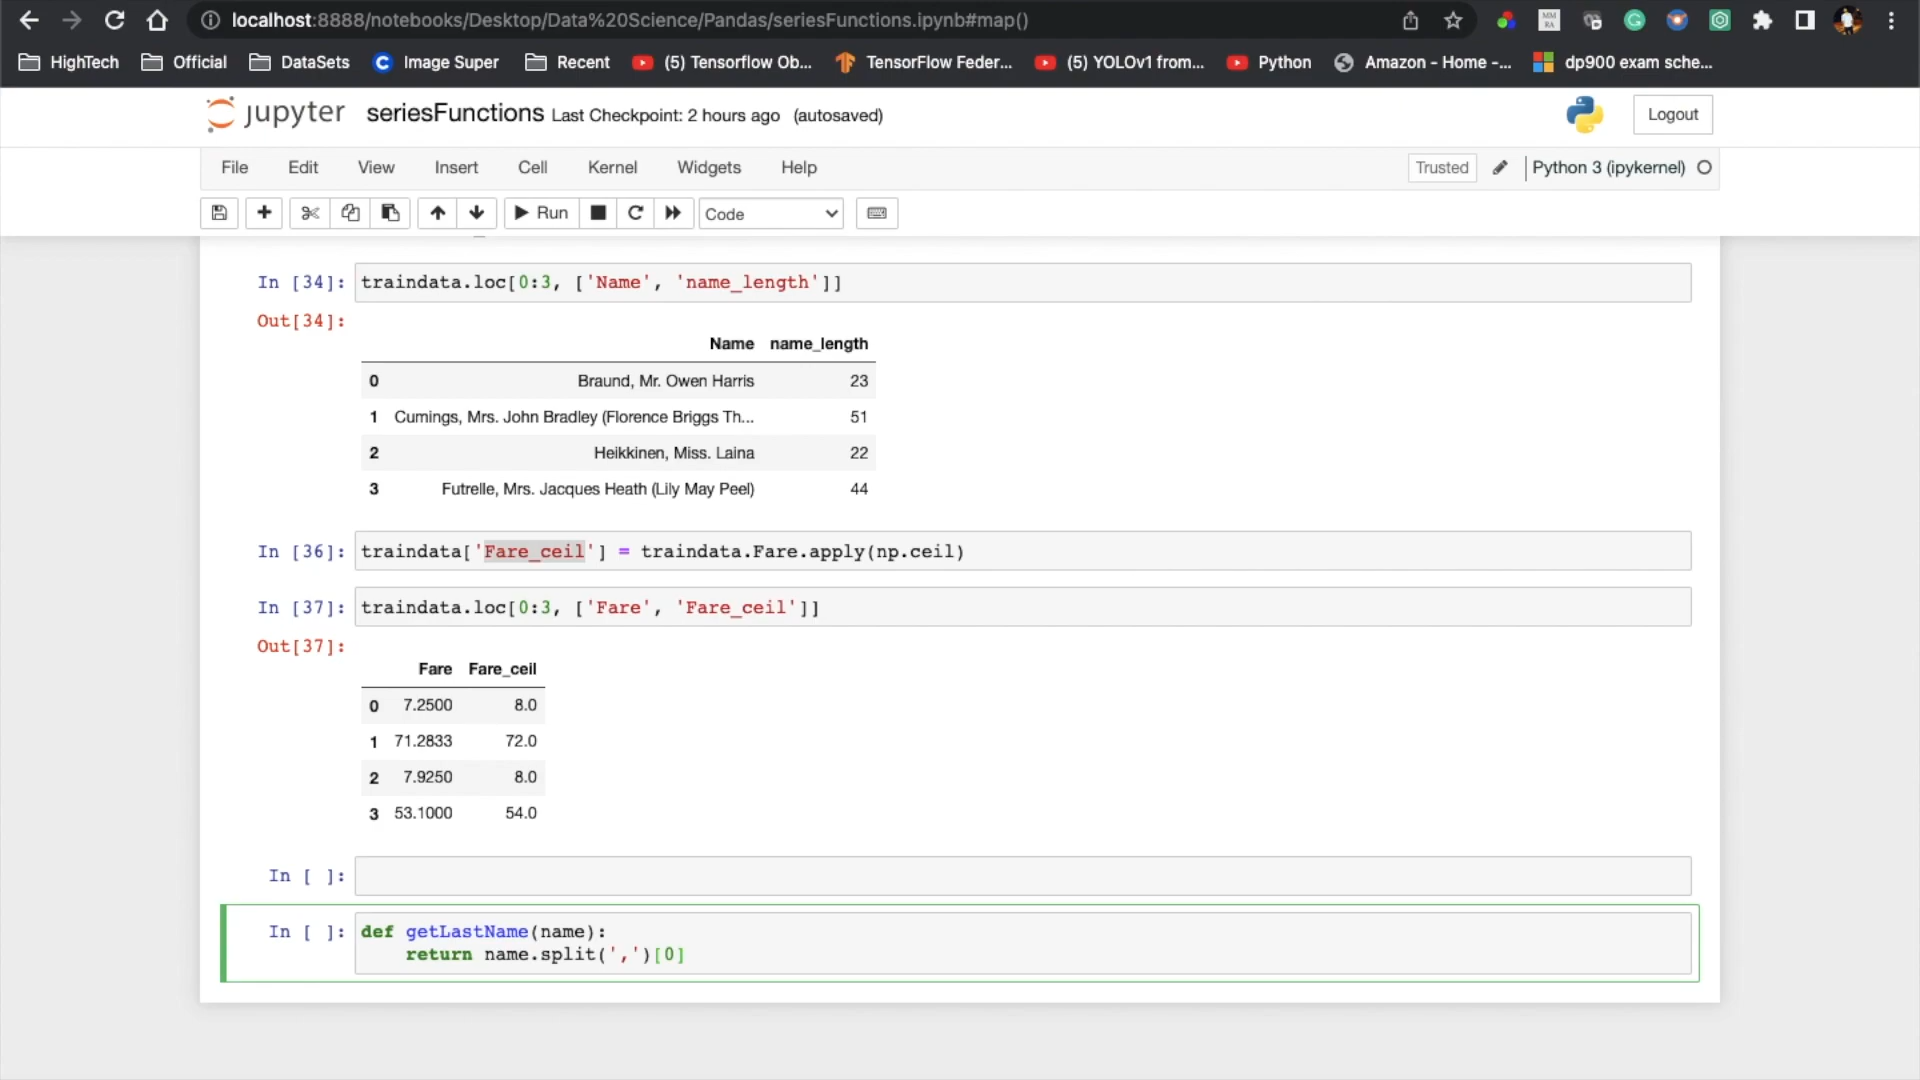 localhost:8888/notebooks/Desktop/Data%20Science/Pandas/seriesFunctions.ipynb#map()
HighTech Official DataSets Image Super Recent (5) Tensorflow Ob... TensorFlow Feder... (5) YOLOv1 from... Python Amazon - Home -... dp900 exam sche...
jupyter seriesFunctions Last Checkpoint: 2 hours ago (autosaved) Logout
File Edit View Insert Cell Kernel Widgets Help Trusted Python 3 (ipykernel)
Run Code
In [34]: traindata.loc[0:3, ['Name', 'name_length']]
Out[34]:
Name name_length
0 Braund, Mr. Owen Harris 23
1 Cumings, Mrs. John Bradley (Florence Briggs Th... 51
2 Heikkinen, Miss. Laina 22
3 Futrelle, Mrs. Jacques Heath (Lily May Peel) 44
In [36]: traindata['Fare_ceil'] = traindata.Fare.apply(np.ceil)
In [37]: traindata.loc[0:3, ['Fare', 'Fare_ceil']]
Out[37]:
Fare Fare_ceil
0 7.2500 8.0
1 71.2833 72.0
2 7.9250 8.0
3 53.1000 54.0
In [ ]:
In [ ]: def getLastName(name):
return name.split(',')[0]